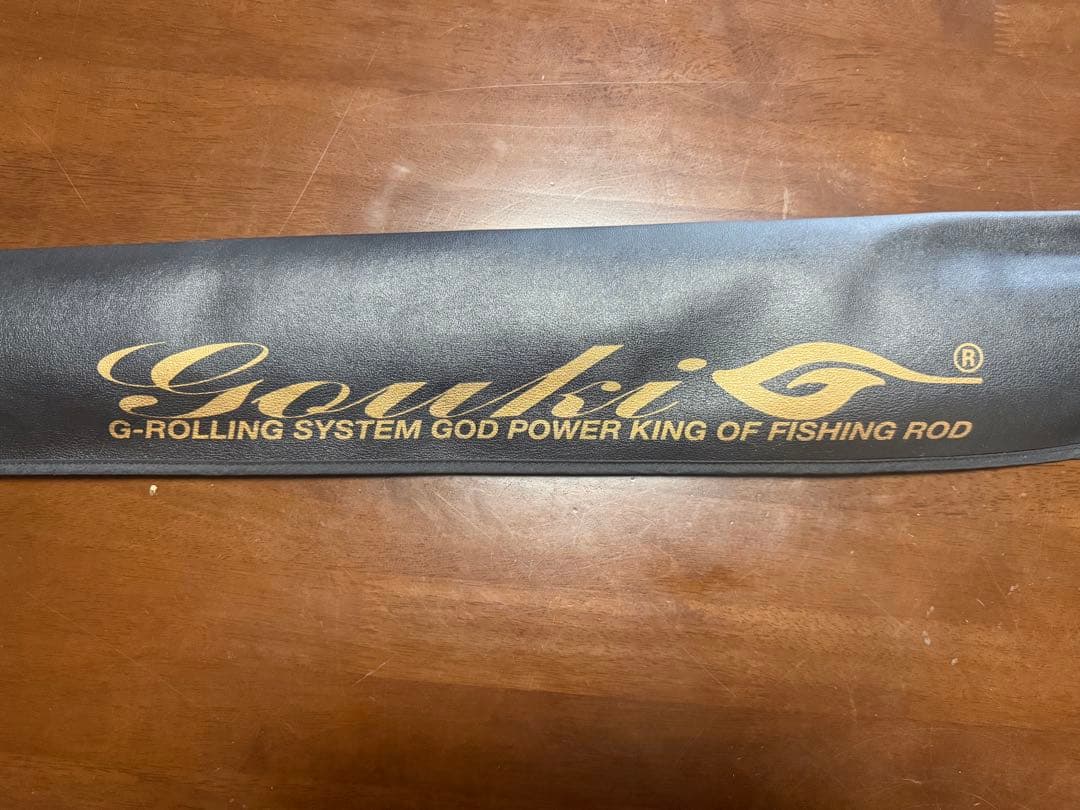 Gouki ®
G-ROLLING SYSTEM GOD POWER KING OF FISHING ROD